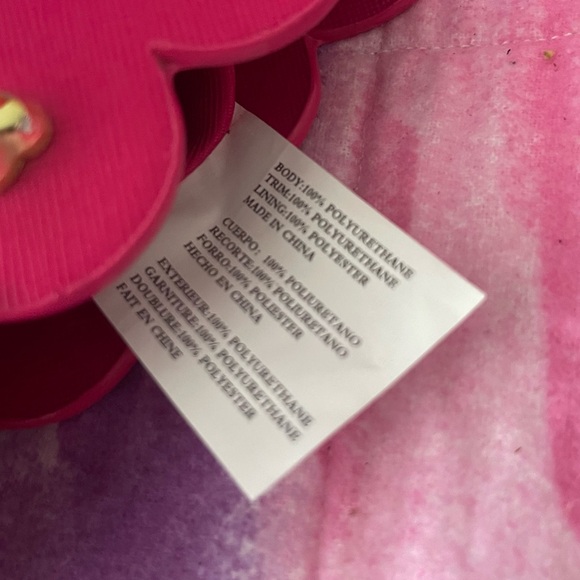 BODY:100% POLYURETHANE
TRIM:100% POLYURETHANE
LINING:100% POLYESTER
MADE IN CHINA
CUERPO: 100% POLIURETANO
RECORTE:100% POLIURETANO
FORRO:100% POLIESTER
HECHO EN CHINA
EXTERIEUR:100% POLYURETHANE
GARNITURE:100% POLYURETHANE
DOUBLURE:100% POLYESTER
FAIT EN CHINE